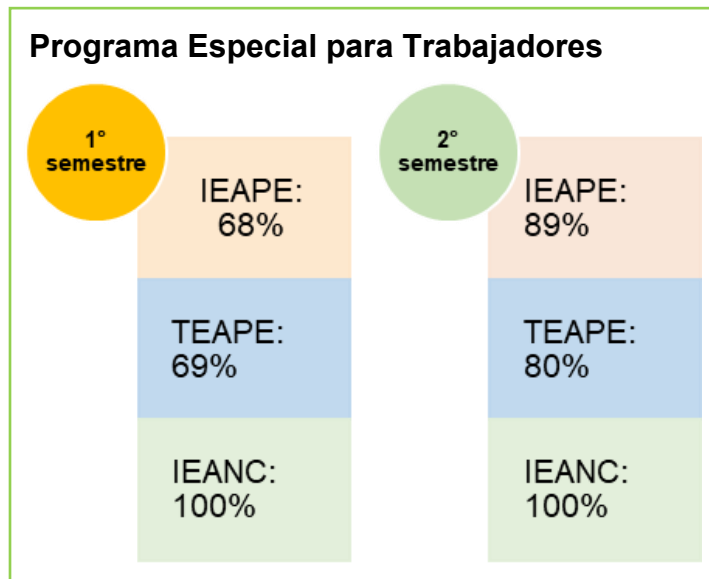 Programa Especial para Trabajadores
1°
semestre
IEAPE:
68%
TEAPE:
69%
IEANC:
100%
2°
semestre
IEAPE:
89%
TEAPE:
80%
IEANC:
100%